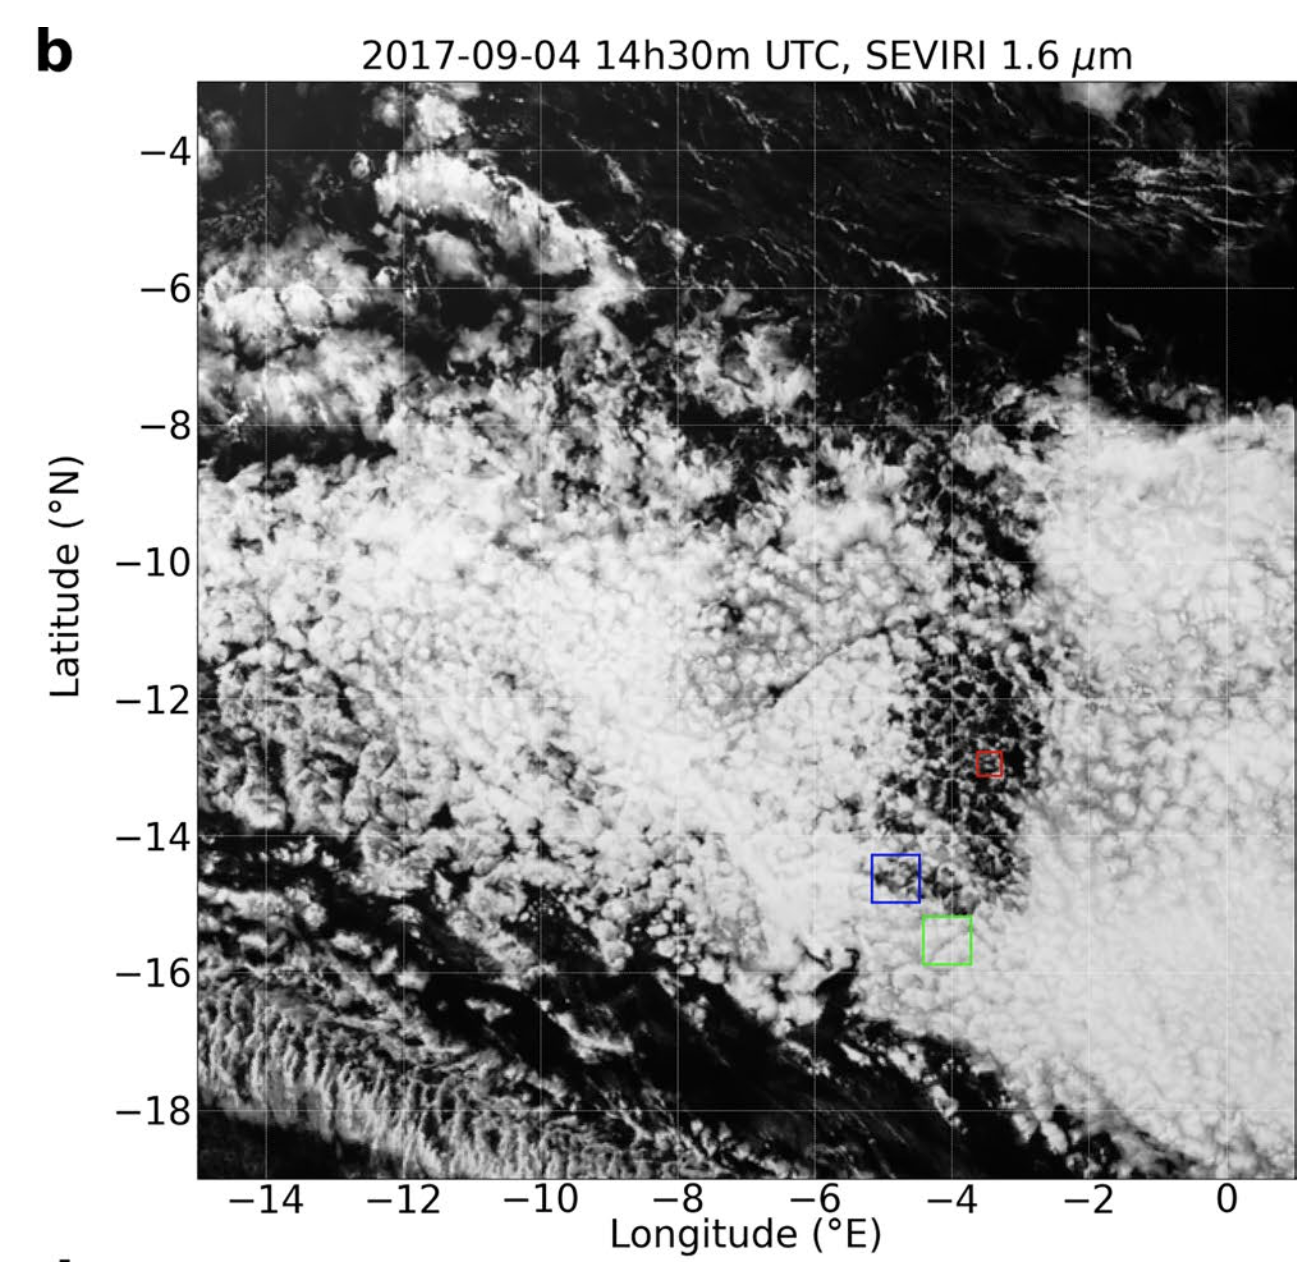 b
2017-09-04 14h30m UTC, SEVIRI 1.6 μm
−4
−6
−8
−10
−12
−14
−16
−18
Latitude (°N)
−14 −12 −10 −8 −6 −4 −2 0
Longitude (°E)